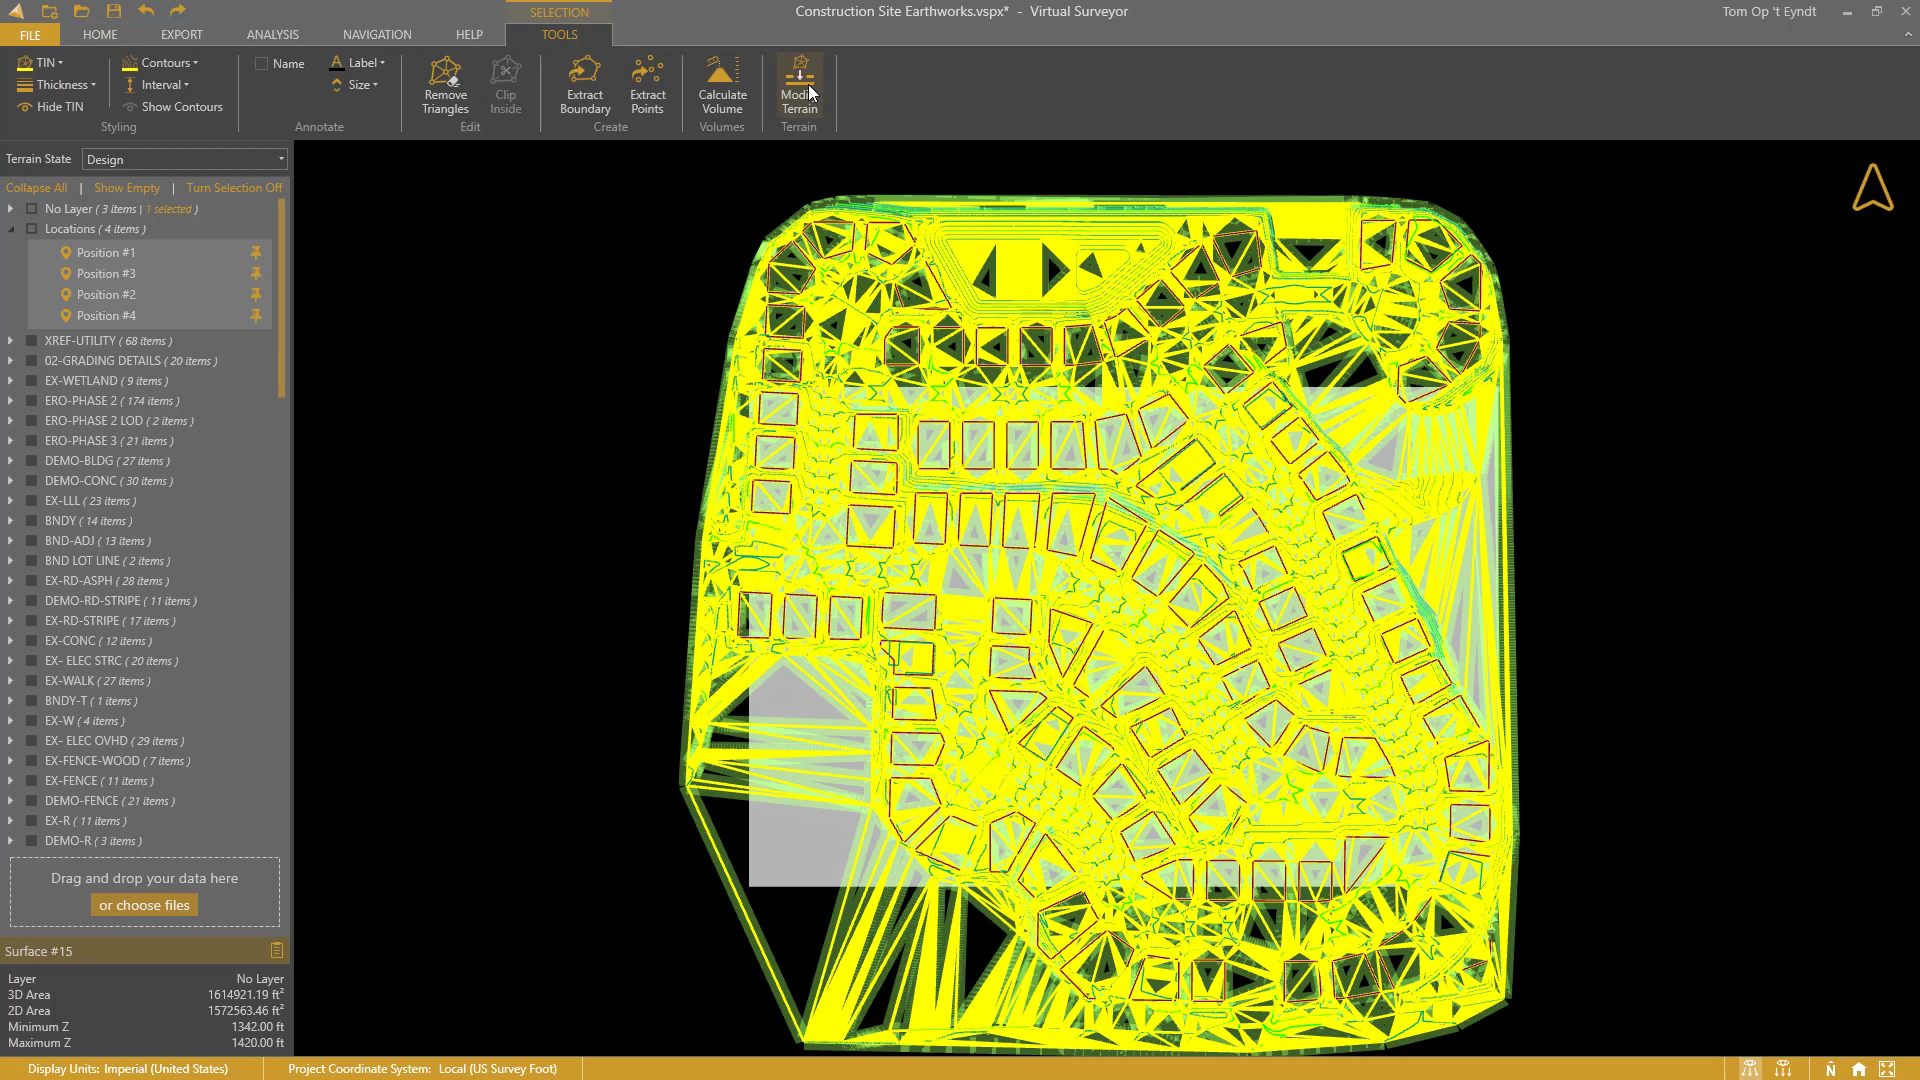 SELECTION
Construction Site Earthworks.vspx* - Virtual Surveyor
Tom Op 't Eyndt
FILE
HOME
EXPORT
ANALYSIS
NAVIGATION
HELP
TOOLS
TIN
Thickness
Hide TIN
Contours
Interval
Show Contours
Styling
Name
Label
Size
Annotate
Remove
Triangles
Clip
Inside
Edit
Extract
Boundary
Extract
Points
Create
Calculate
Volume
Volumes
Terrain
Terrain
Terrain State
Design
Collapse All | Show Empty | Turn Selection Off
No Layer ( 3 items | 1 selected )
Locations ( 4 items )
Position #1
Position #3
Position #2
Position #4
XREF-UTILITY ( 68 items )
02-GRADING DETAILS ( 20 items )
EX-WETLAND ( 9 items )
ERO-PHASE 2 ( 174 items )
ERO-PHASE 2 LOD ( 2 items )
ERO-PHASE 3 ( 21 items )
DEMO-BLDG ( 27 items )
DEMO-CONC ( 30 items )
EX-LLL ( 23 items )
BNDY ( 14 items )
BND-ADJ ( 13 items )
BND LOT LINE ( 2 items )
EX-RD-ASPH ( 28 items )
DEMO-RD-STRIPE ( 11 items )
EX-RD-STRIPE ( 17 items )
EX-CONC ( 12 items )
EX- ELEC STRC ( 20 items )
EX-WALK ( 27 items )
BNDY-T ( 1 items )
EX-W ( 4 items )
EX- ELEC OVHD ( 29 items )
EX-FENCE-WOOD ( 7 items )
EX-FENCE ( 11 items )
DEMO-FENCE ( 21 items )
EX-R ( 11 items )
DEMO-R ( 3 items )
Drag and drop your data here
or choose files
Surface #15
Layer No Layer
3D Area 1614921.19 ft²
2D Area 1572563.46 ft²
Minimum Z 1342.00 ft
Maximum Z 1420.00 ft
Display Units: Imperial (United States)
Project Coordinate System: Local (US Survey Foot)